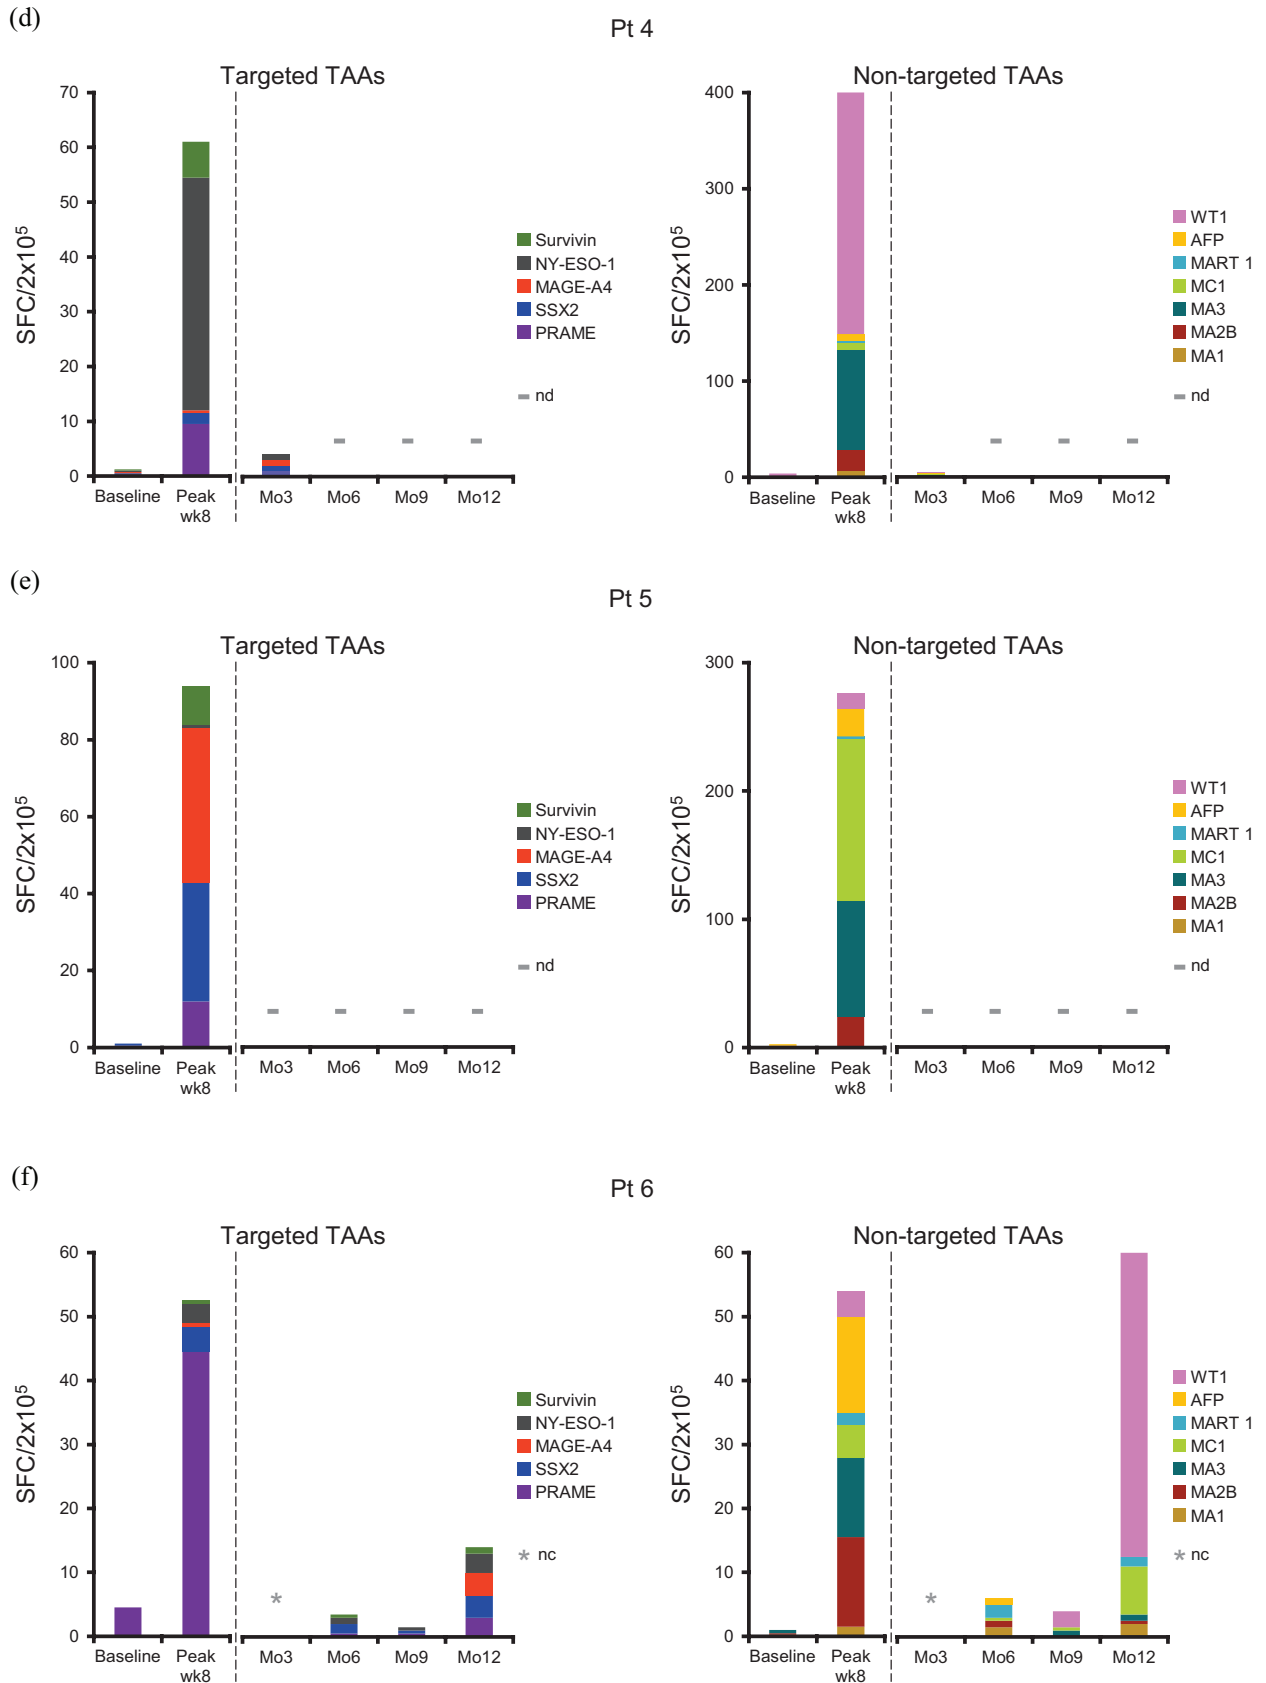 (d)
Pt 4
Targeted TAAs
SFC/2x10⁵
70
60
50
40
30
20
10
0
Baseline
Peak
wk8
Mo3
Mo6
Mo9
Mo12
Survivin
NY-ESO-1
MAGE-A4
SSX2
PRAME
nd
Non-targeted TAAs
SFC/2x10⁵
400
300
200
100
0
Baseline
Peak
wk8
Mo3
Mo6
Mo9
Mo12
WT1
AFP
MART 1
MC1
MA3
MA2B
MA1
nd
(e)
Pt 5
Targeted TAAs
SFC/2x10⁵
100
80
60
40
20
0
Baseline
Peak
wk8
Mo3
Mo6
Mo9
Mo12
Survivin
NY-ESO-1
MAGE-A4
SSX2
PRAME
nd
Non-targeted TAAs
SFC/2x10⁵
300
200
100
0
Baseline
Peak
wk8
Mo3
Mo6
Mo9
Mo12
WT1
AFP
MART 1
MC1
MA3
MA2B
MA1
nd
(f)
Pt 6
Targeted TAAs
SFC/2x10⁵
60
50
40
30
20
10
0
Baseline
Peak
wk8
*
Mo3
Mo6
Mo9
Mo12
Survivin
NY-ESO-1
MAGE-A4
SSX2
PRAME
* nc
Non-targeted TAAs
SFC/2x10⁵
60
50
40
30
20
10
0
Baseline
Peak
wk8
*
Mo3
Mo6
Mo9
Mo12
WT1
AFP
MART 1
MC1
MA3
MA2B
MA1
* nc